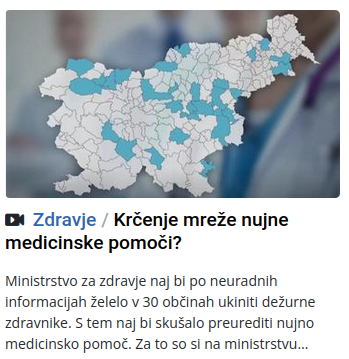 Zdravje / Krčenje mreže nujne
medicinske pomoči?
Ministrstvo za zdravje naj bi po neuradnih
informacijah želelo v 30 občinah ukiniti dežurne
zdravnike. S tem naj bi skušalo preurediti nujno
medicinsko pomoč. Za to so si na ministrstvu...